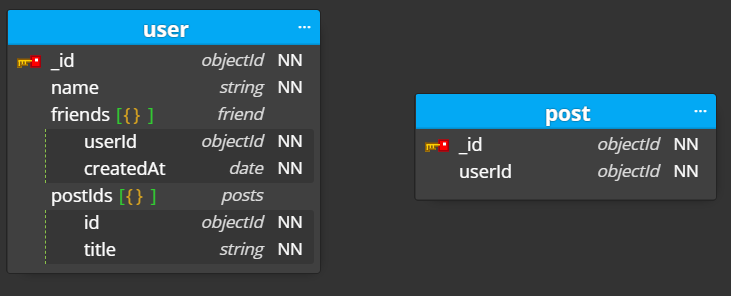 user ...
_id objectId NN
name string NN
friends [{} ] friend
userId objectId NN
createdAt date NN
postIds [{} ] posts
id objectId NN
title string NN
post ...
_id objectId NN
userId objectId NN